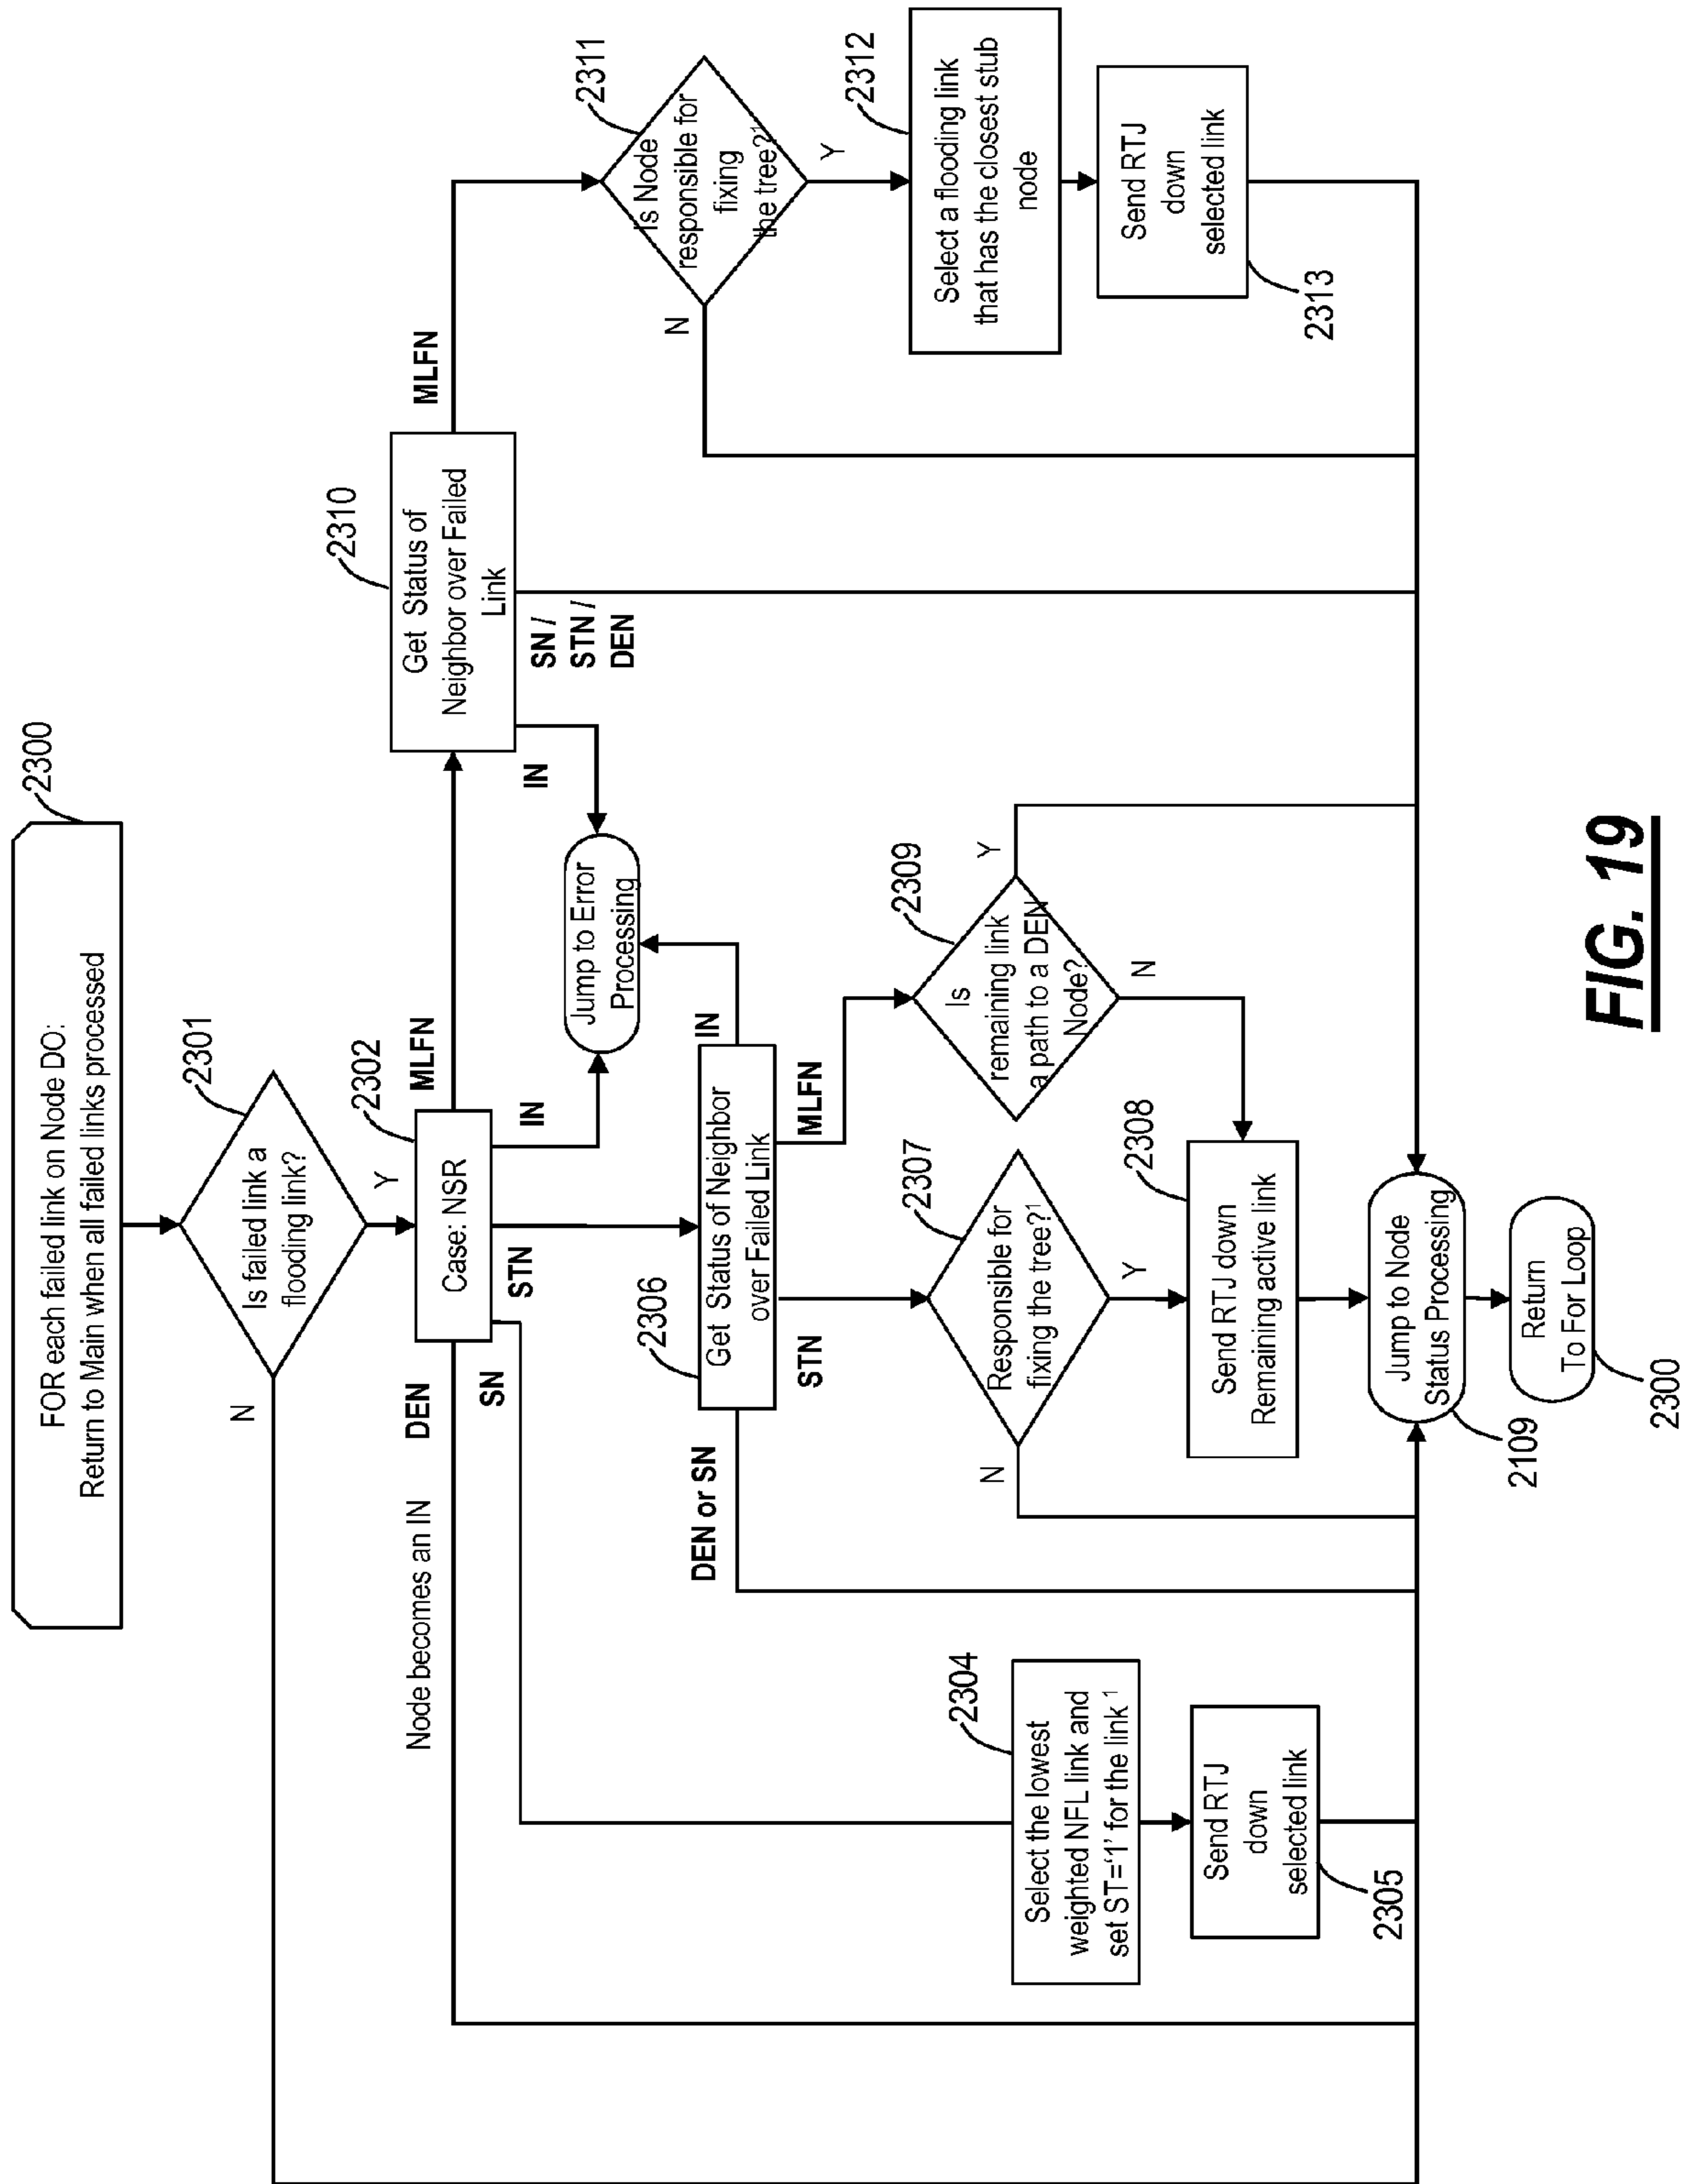 2300
FOR each failed link on Node DO:
Return to Main when all failed links processed
2301
Is failed link a
flooding link?
N
Y
2302
Case: NSR
DEN
Node becomes an IN
SN
STN
IN
MLFN
2310
Get Status of
Neighbor over Failed
Link
IN
SN /
STN /
DEN
MLFN
Jump to Error
Processing
2311
Is Node
responsible for
fixing
the tree?¹
N
Y
2312
Select a flooding link
that has the closest stub
node
Send RTJ
down
selected link
2313
2306
Get Status of Neighbor
over Failed Link
DEN or SN
STN
MLFN
IN
2307
Responsible for
fixing the tree?¹
N
Y
2309
Is
remaining link
a path to a DEN
Node?
Y
N
2308
Send RTJ down
Remaining active link
2304
Select the lowest
weighted NFL link and
set ST='1' for the link ¹
Send RTJ
down
selected link
2305
Jump to Node
Status Processing
2109
Return
To For Loop
2300
FIG. 19